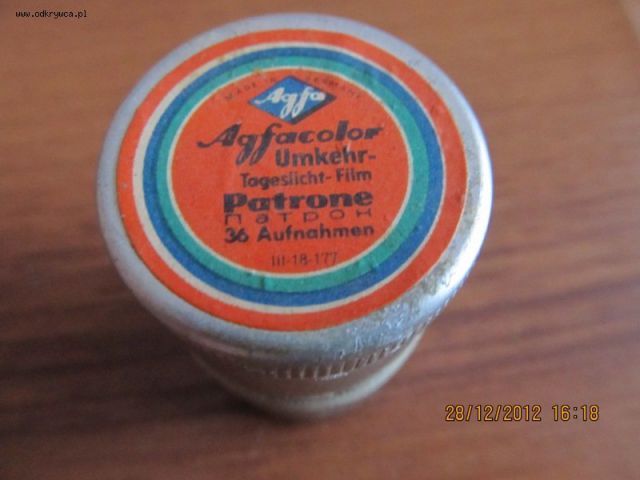 www.odkrywca.pl
MADE IN GERMANY
Agfa
Agfacolor
Umkehr-
Tageslicht-Film
Patrone
патрон
36 Aufnahmen
III-18-177
28/12/2012 16:18